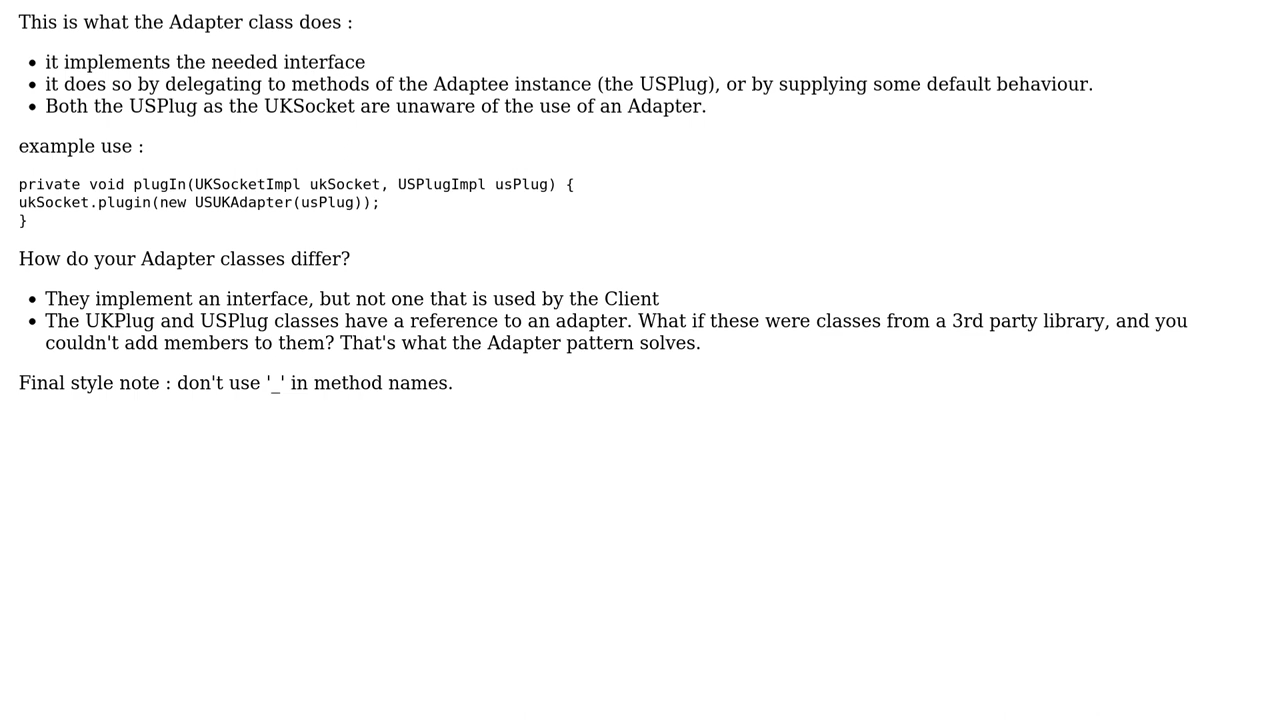 This is what the Adapter class does :
• it implements the needed interface
• it does so by delegating to methods of the Adaptee instance (the USPlug), or by supplying some default behaviour.
• Both the USPlug as the UKSocket are unaware of the use of an Adapter.
example use :
private void plugIn(UKSocketImpl ukSocket, USPlugImpl usPlug) {
ukSocket.plugin(new USUKAdapter(usPlug));
}
How do your Adapter classes differ?
• They implement an interface, but not one that is used by the Client
• The UKPlug and USPlug classes have a reference to an adapter. What if these were classes from a 3rd party library, and you
couldn't add members to them? That's what the Adapter pattern solves.
Final style note : don't use '_' in method names.